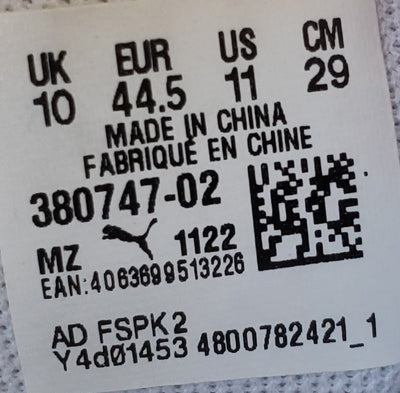 UK EUR US CM
10 44.5 11 29
MADE IN CHINA
FABRIQUÉ EN CHINE
380747-02
MZ 1122
EAN:4063699513226
AD FSPK2
Y4d01453 4800782421_1